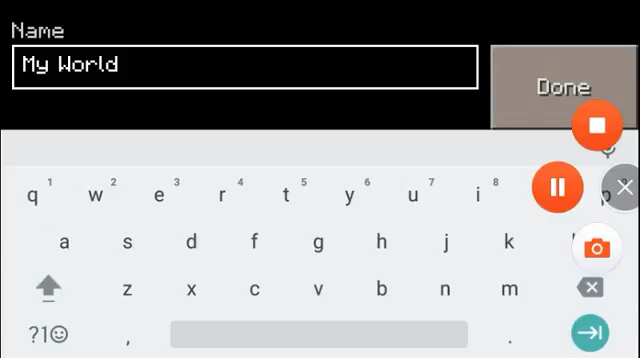 Name
My World
Done
q 1 w 2 e 3 r 4 t 5 y 6 u 7 i 8 p
a s d f g h j k
z x c v b n m
?1 , .